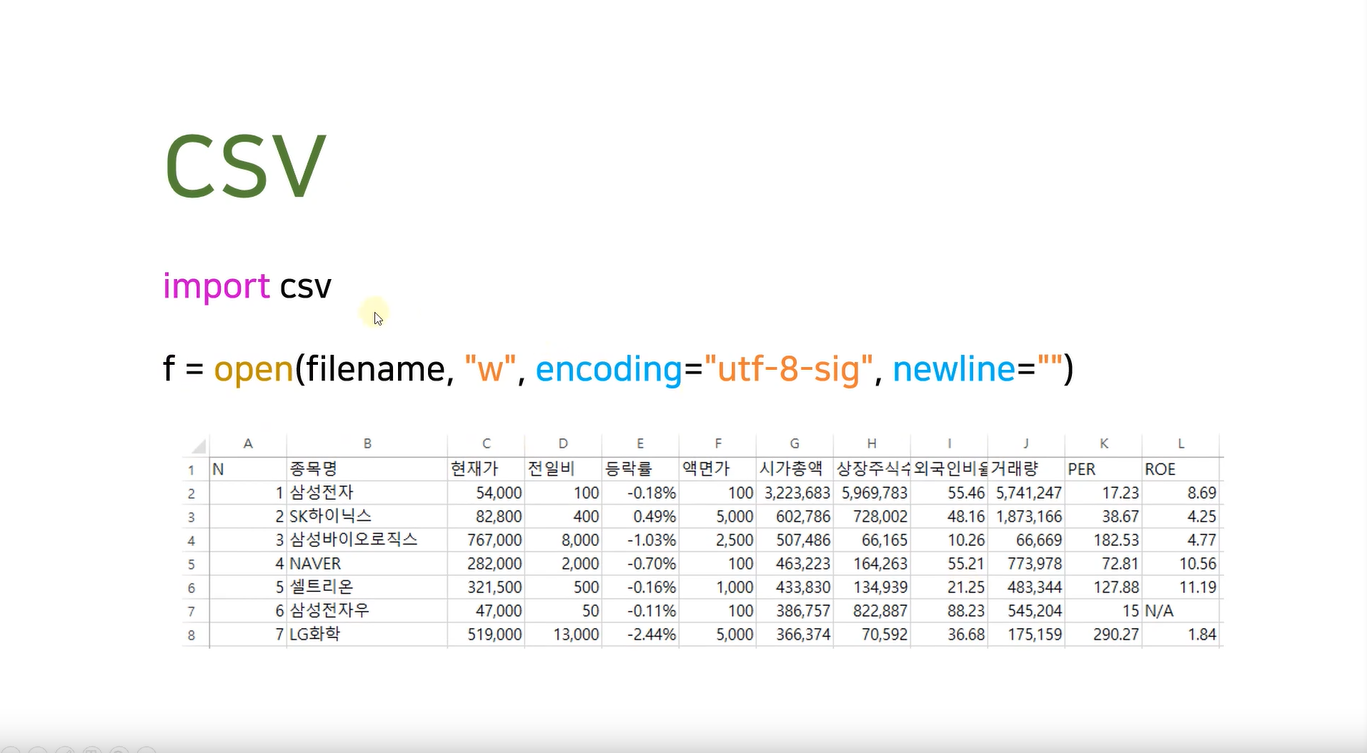 CSV
import csv
f = open(filename, "w", encoding="utf-8-sig", newline="")
A B C D E F G H I J K L
1 N 종목명 현재가 전일비 등락률 액면가 시가총액 상장주식수 외국인비율 거래량 PER ROE
2 1 삼성전자 54,000 100 -0.18% 100 3,223,683 5,969,783 55.46 5,741,247 17.23 8.69
3 2 SK하이닉스 82,800 400 0.49% 5,000 602,786 728,002 48.16 1,873,166 38.67 4.25
4 3 삼성바이오로직스 767,000 8,000 -1.03% 2,500 507,486 66,165 10.26 66,669 182.53 4.77
5 4 NAVER 282,000 2,000 -0.70% 100 463,223 164,263 55.21 773,978 72.81 10.56
6 5 셀트리온 321,500 500 -0.16% 1,000 433,830 134,939 21.25 483,344 127.88 11.19
7 6 삼성전자우 47,000 50 -0.11% 100 386,757 822,887 88.23 545,204 15 N/A
8 7 LG화학 519,000 13,000 -2.44% 5,000 366,374 70,592 36.68 175,159 290.27 1.84